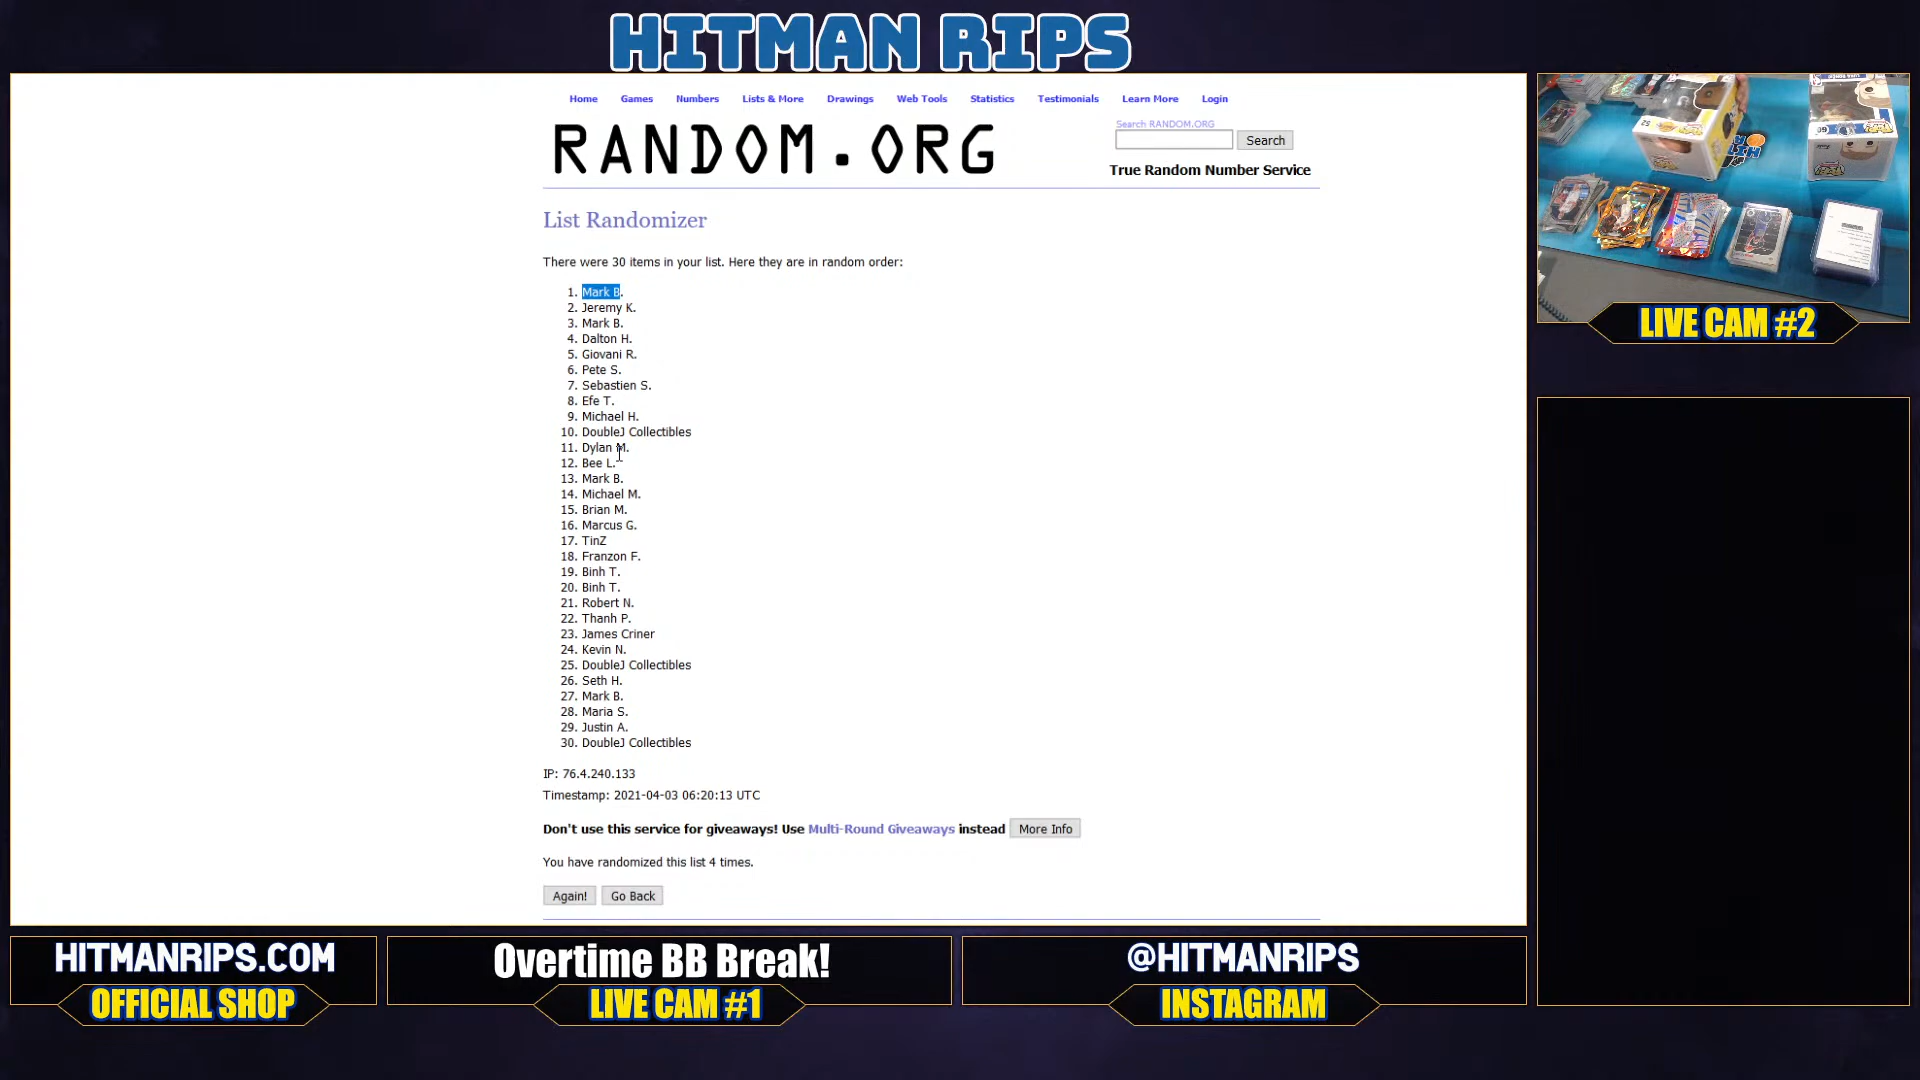 HITMAN RIPS
Home Games Numbers Lists & More Drawings Web Tools Statistics Testimonials Learn More Login
RANDOM.ORG
Search RANDOM.ORG
Search
True Random Number Service
List Randomizer
There were 30 items in your list. Here they are in random order:
1. Mark B.
2. Jeremy K.
3. Mark B.
4. Dalton H.
5. Giovani R.
6. Pete S.
7. Sebastien S.
8. Efe T.
9. Michael H.
10. DoubleJ Collectibles
11. Dylan M.
12. Bee L.
13. Mark B.
14. Michael M.
15. Brian M.
16. Marcus G.
17. TinZ
18. Franzon F.
19. Binh T.
20. Binh T.
21. Robert N.
22. Thanh P.
23. James Criner
24. Kevin N.
25. DoubleJ Collectibles
26. Seth H.
27. Mark B.
28. Maria S.
29. Justin A.
30. DoubleJ Collectibles
IP: 76.4.240.133
Timestamp: 2021-04-03 06:20:13 UTC
Don't use this service for giveaways! Use Multi-Round Giveaways instead More Info
You have randomized this list 4 times.
Again! Go Back
LIVE CAM #2
HITMANRIPS.COM
OFFICIAL SHOP
Overtime BB Break!
LIVE CAM #1
@HITMANRIPS
INSTAGRAM